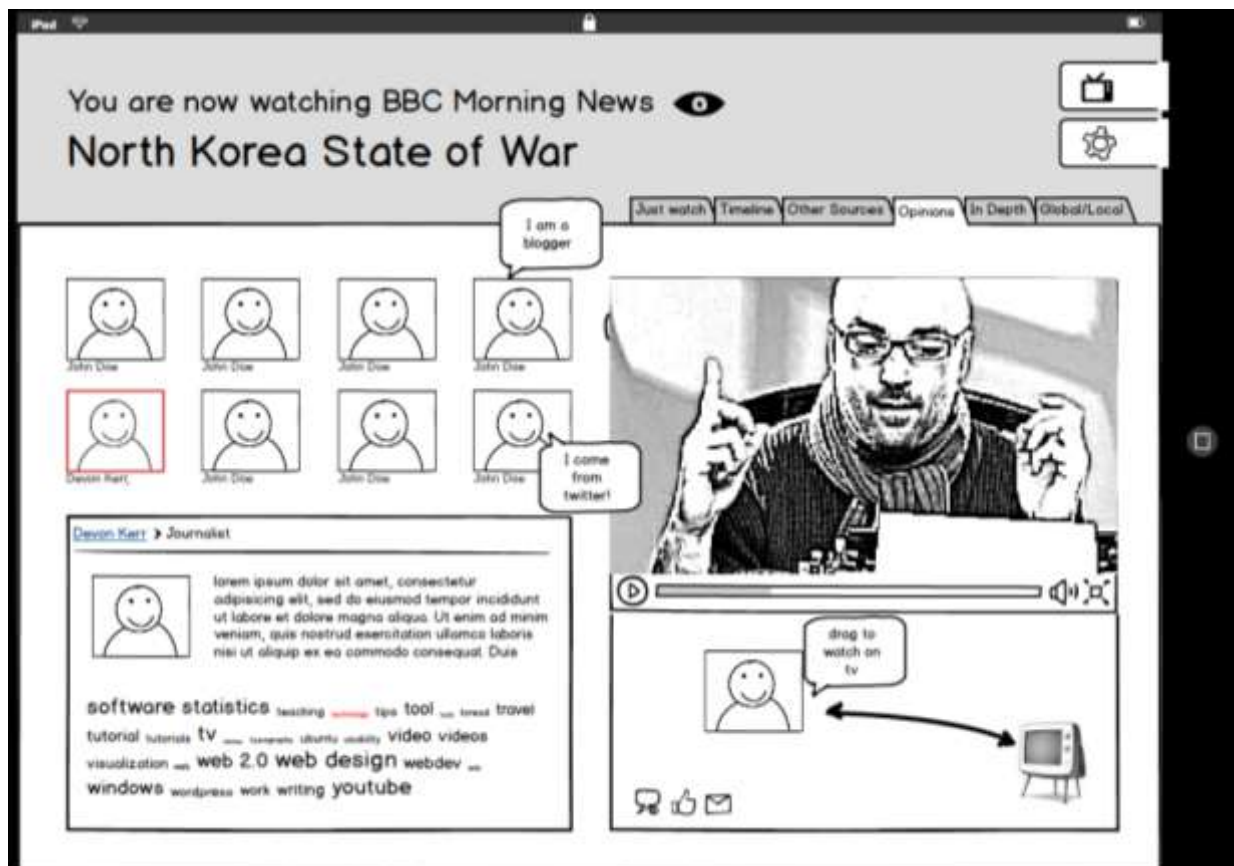 iPad
You are now watching BBC Morning News
North Korea State of War
Just watch
Timeline
Other Sources
Opinions
In Depth
Global/Local
I am a
blogger
John Doe
John Doe
John Doe
John Doe
Devon Kerr
John Doe
John Doe
John Doe
I come
from
twitter!
Devon Kerr > Journalist
lorem ipsum dolor sit amet, consectetur
adipisicing elit, sed do eiusmod tempor incididunt
ut labore et dolore magna aliqua. Ut enim ad minim
veniam, quis nostrud exercitation ullamco laboris
nisi ut aliquip ex ea commodo consequat. Duis
software statistics teaching technology tips tool travel
tutorial tutorials tv typography ubuntu usability video videos
visualization web 2.0 web design webdev
windows wordpress work writing youtube
drag to
watch on
tv